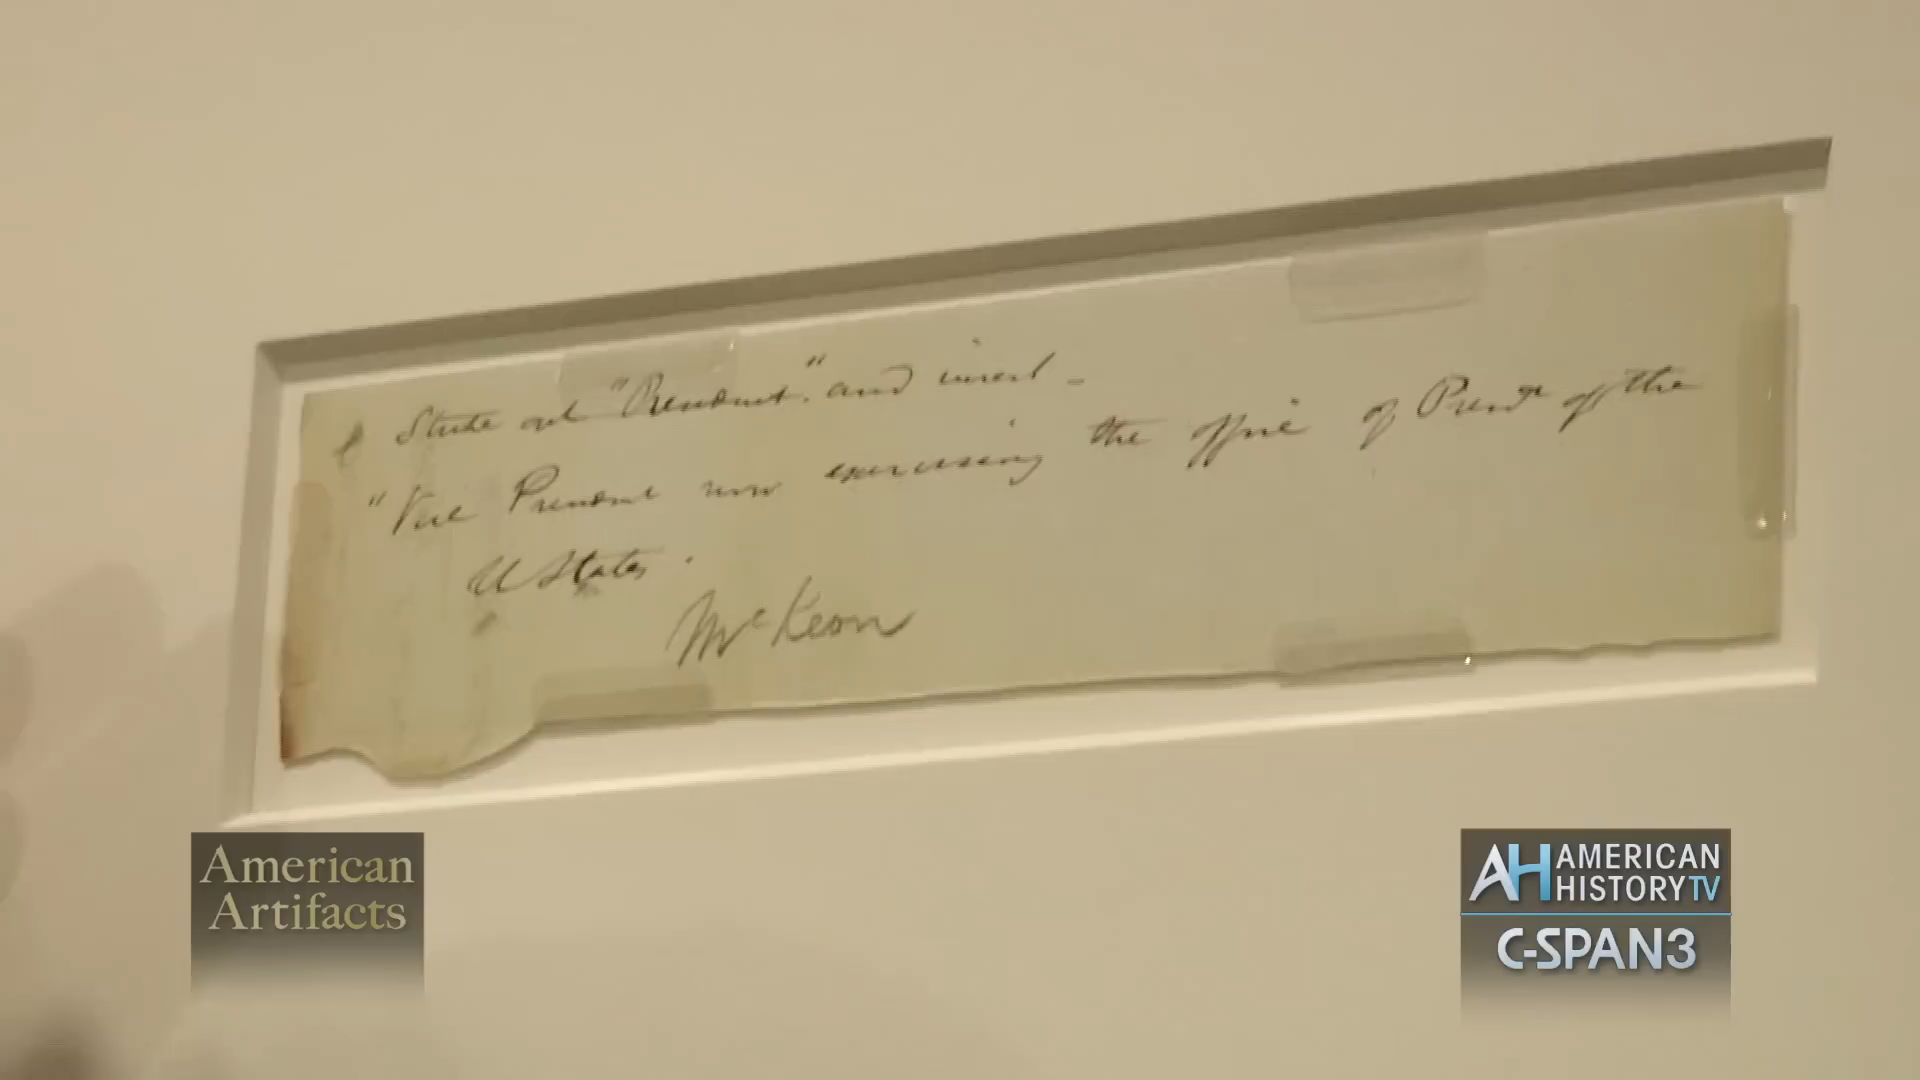 Strike out "President" and insert -
"Vice President now exercising the office of Presdt of the
U States.
McKeon
American
Artifacts
AH AMERICAN
HISTORY TV
C-SPAN3